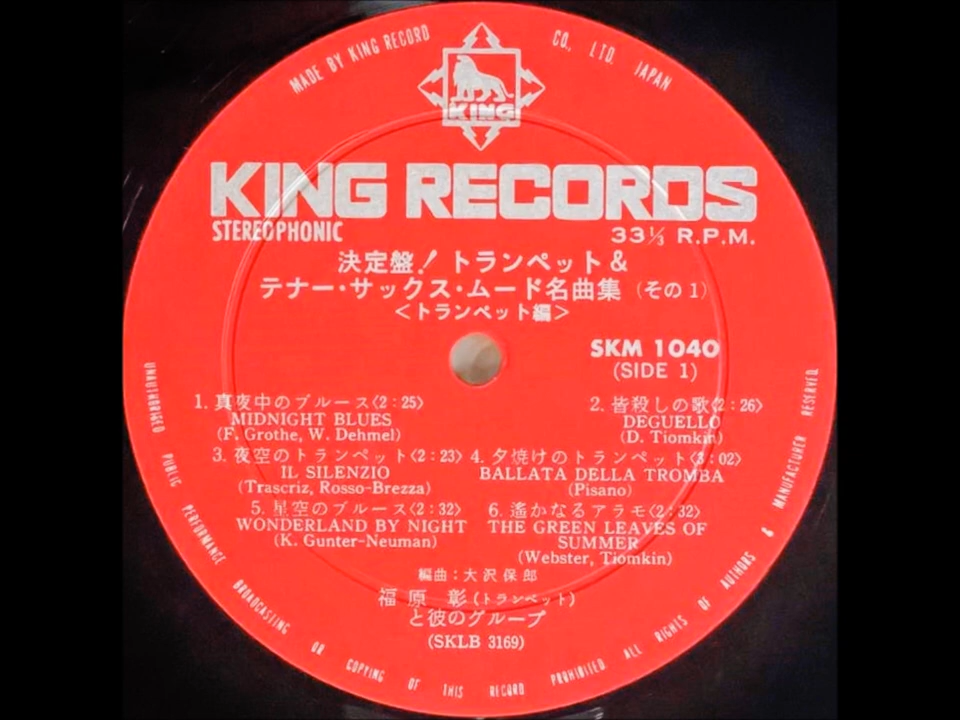 MADE BY KING RECORD CO., LTD. JAPAN
KING
KING RECORDS
STEREOPHONIC
33⅓ R.P.M.
決定盤!トランペット&
テナー・サックス・ムード名曲集 (その1)
<トランペット編>
SKM 1040
(SIDE 1)
1. 真夜中のブルース〈2:25〉
MIDNIGHT BLUES
(F. Grothe, W. Dehmel)
2. 皆殺しの歌〈2:26〉
DEGUELLO
(D. Tiomkin)
3. 夜空のトランペット〈2:23〉
IL SILENZIO
(Trascriz, Rosso-Brezza)
4. 夕焼けのトランペット〈3:02〉
BALLATA DELLA TROMBA
(Pisano)
5. 星空のブルース〈2:32〉
WONDERLAND BY NIGHT
(K. Gunter-Neuman)
6. 遙かなるアラモ〈2:32〉
THE GREEN LEAVES OF
SUMMER
(Webster, Tiomkin)
編曲:大沢保郎
福原 彰(トランペット)
と彼のグループ
(SKLB 3169)
UNAUTHORISED PUBLIC PERFORMANCE BROADCASTING OR COPYING OF THIS RECORD PROHIBITED. ALL RIGHTS OF AUTHORS & MANUFACTURER RESERVED